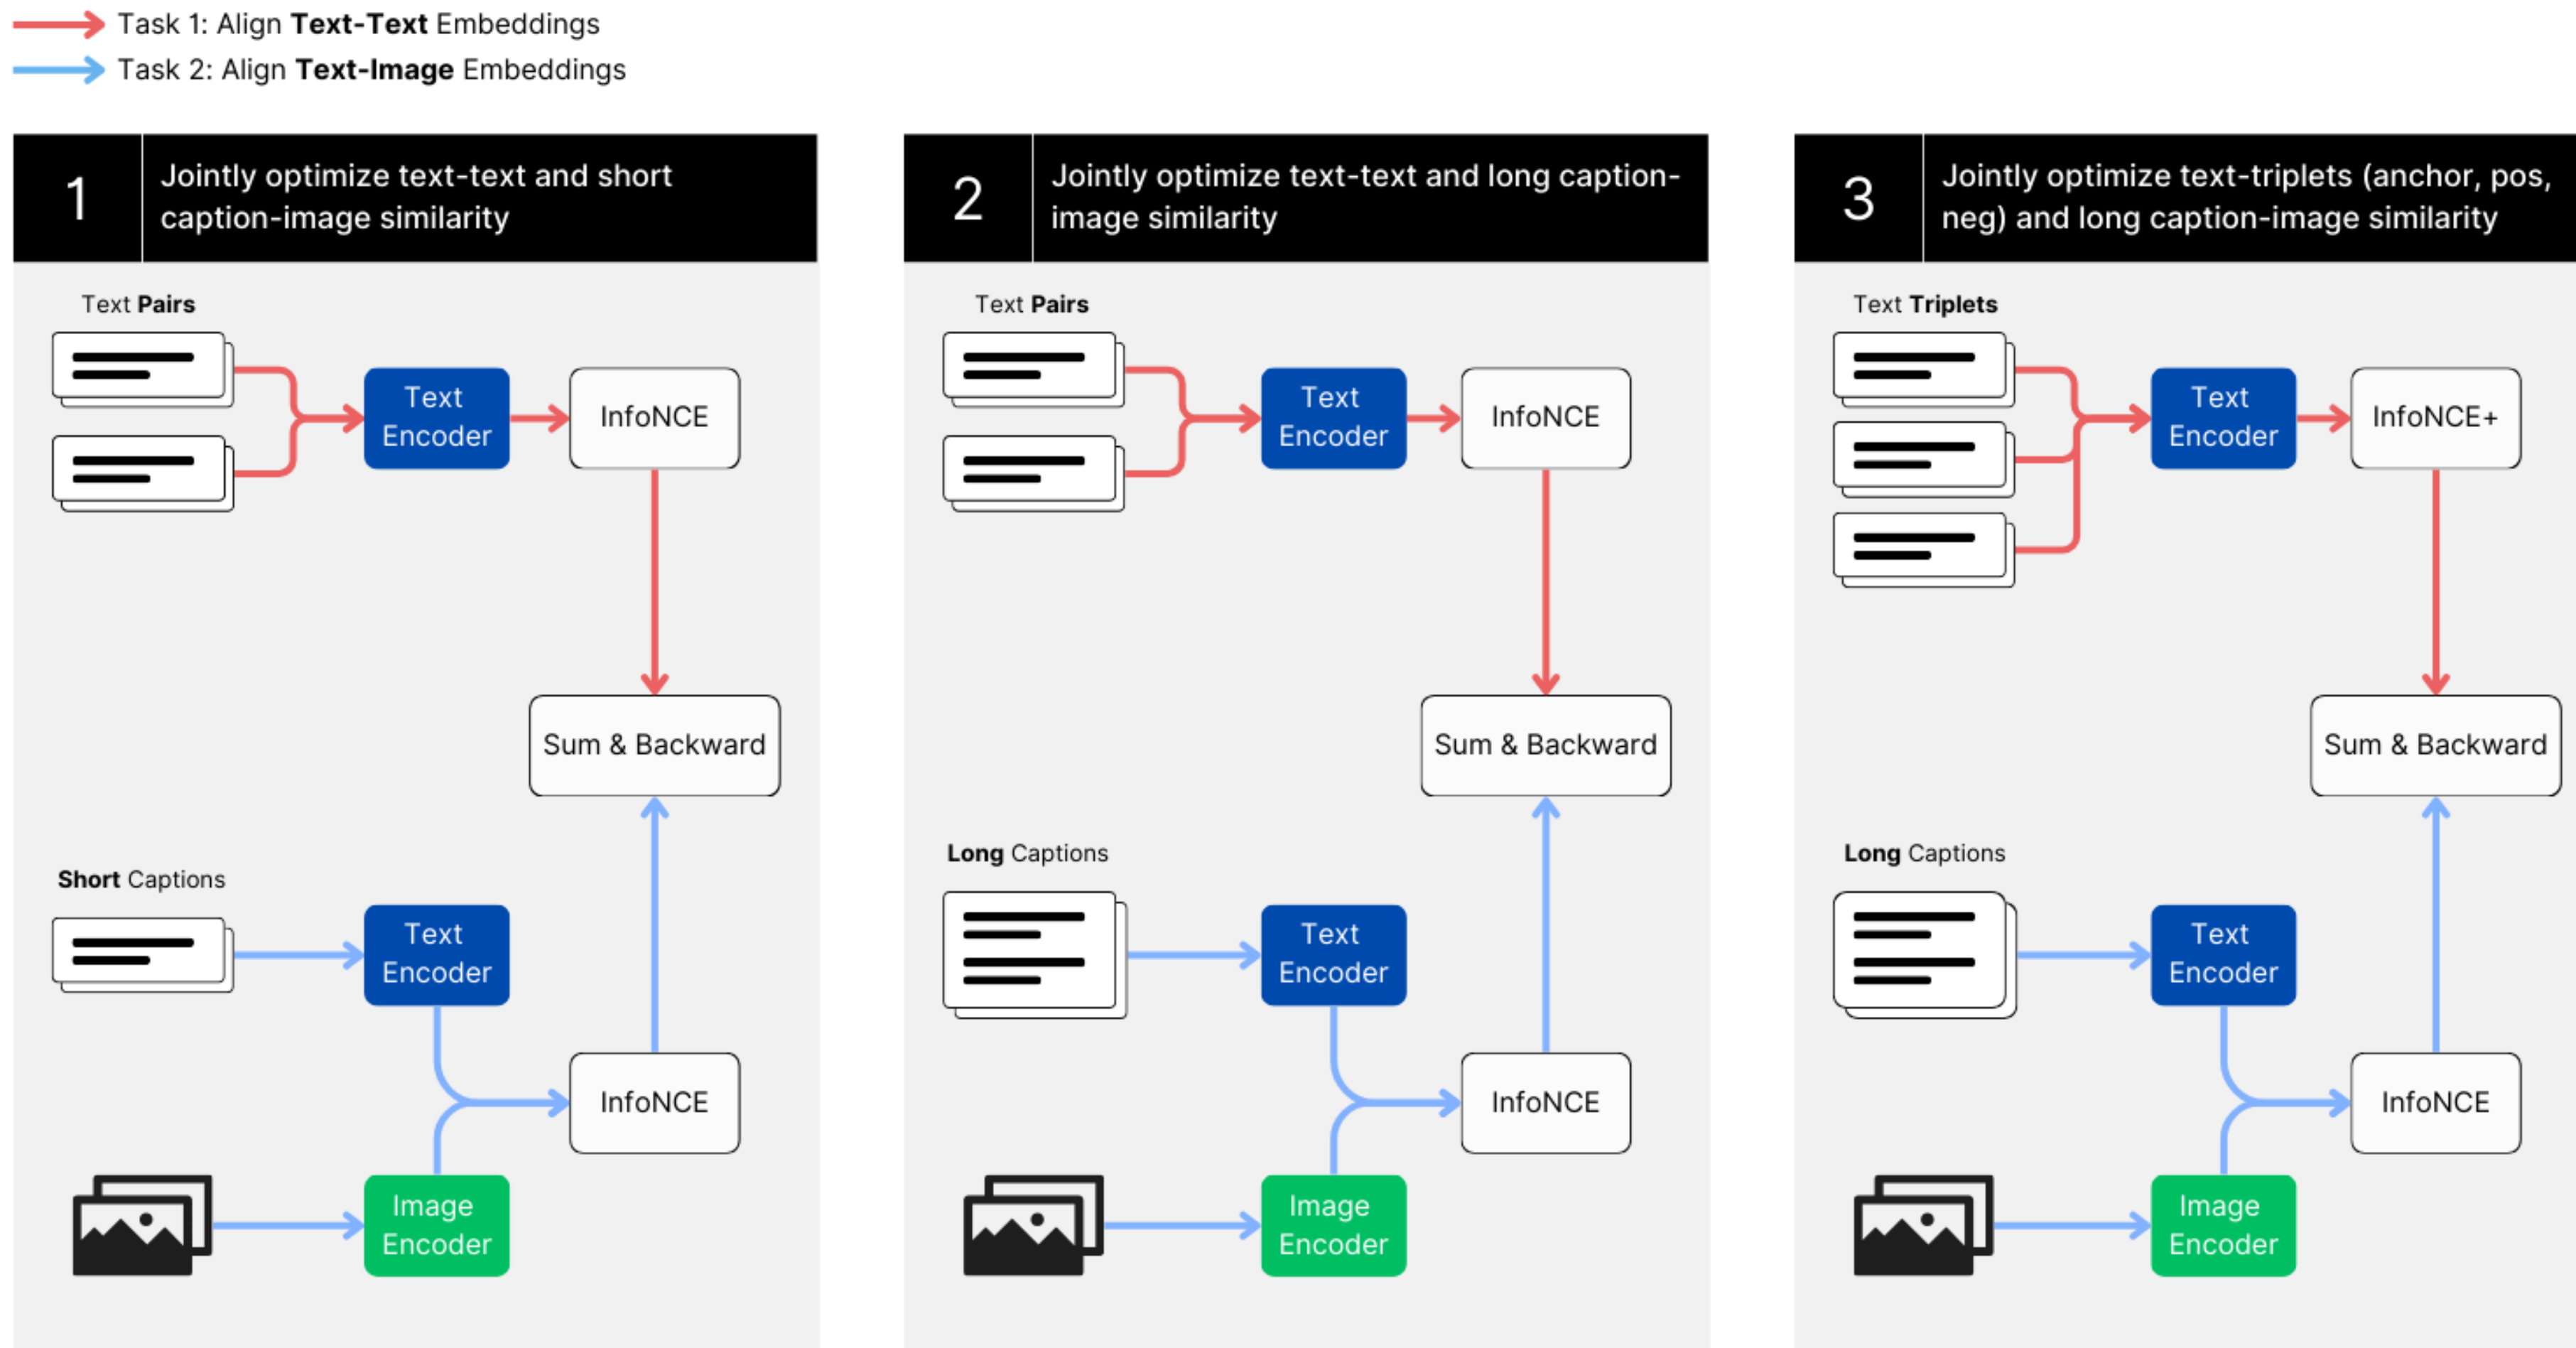 Task 1: Align Text-Text Embeddings
Task 2: Align Text-Image Embeddings
1
Jointly optimize text-text and short
caption-image similarity
Text Pairs
Text
Encoder
InfoNCE
Sum & Backward
Short Captions
Text
Encoder
InfoNCE
Image
Encoder
2
Jointly optimize text-text and long caption-
image similarity
Text Pairs
Text
Encoder
InfoNCE
Sum & Backward
Long Captions
Text
Encoder
InfoNCE
Image
Encoder
3
Jointly optimize text-triplets (anchor, pos,
neg) and long caption-image similarity
Text Triplets
Text
Encoder
InfoNCE+
Sum & Backward
Long Captions
Text
Encoder
InfoNCE
Image
Encoder